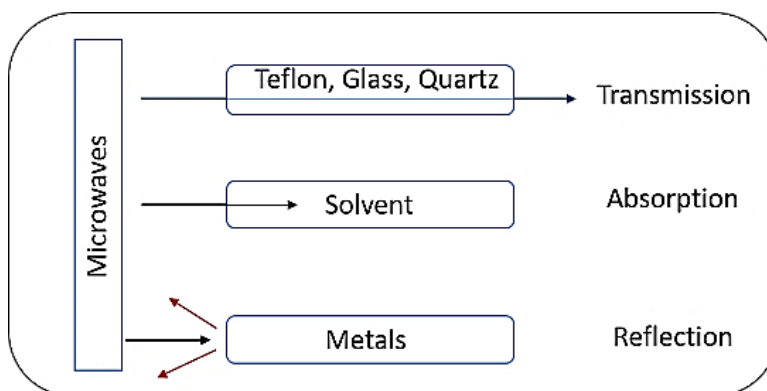 Microwaves
Teflon, Glass, Quartz
Transmission
Solvent
Absorption
Metals
Reflection